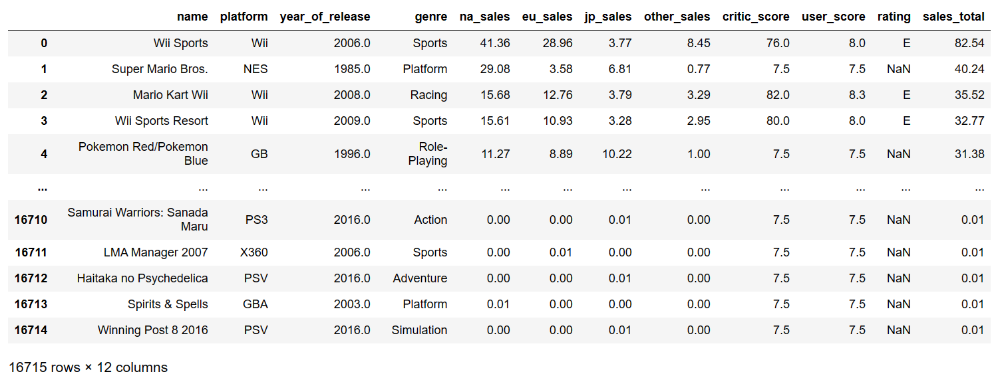 name platform year_of_release genre na_sales eu_sales jp_sales other_sales critic_score user_score rating sales_total
0 Wii Sports Wii 2006.0 Sports 41.36 28.96 3.77 8.45 76.0 8.0 E 82.54
1 Super Mario Bros. NES 1985.0 Platform 29.08 3.58 6.81 0.77 7.5 7.5 NaN 40.24
2 Mario Kart Wii Wii 2008.0 Racing 15.68 12.76 3.79 3.29 82.0 8.3 E 35.52
3 Wii Sports Resort Wii 2009.0 Sports 15.61 10.93 3.28 2.95 80.0 8.0 E 32.77
4 Pokemon Red/Pokemon Blue GB 1996.0 Role-Playing 11.27 8.89 10.22 1.00 7.5 7.5 NaN 31.38
... ... ... ... ... ... ... ... ... ... ... ... ...
16710 Samurai Warriors: Sanada Maru PS3 2016.0 Action 0.00 0.00 0.01 0.00 7.5 7.5 NaN 0.01
16711 LMA Manager 2007 X360 2006.0 Sports 0.00 0.01 0.00 0.00 7.5 7.5 NaN 0.01
16712 Haitaka no Psychedelica PSV 2016.0 Adventure 0.00 0.00 0.01 0.00 7.5 7.5 NaN 0.01
16713 Spirits & Spells GBA 2003.0 Platform 0.01 0.00 0.00 0.00 7.5 7.5 NaN 0.01
16714 Winning Post 8 2016 PSV 2016.0 Simulation 0.00 0.00 0.01 0.00 7.5 7.5 NaN 0.01
16715 rows × 12 columns